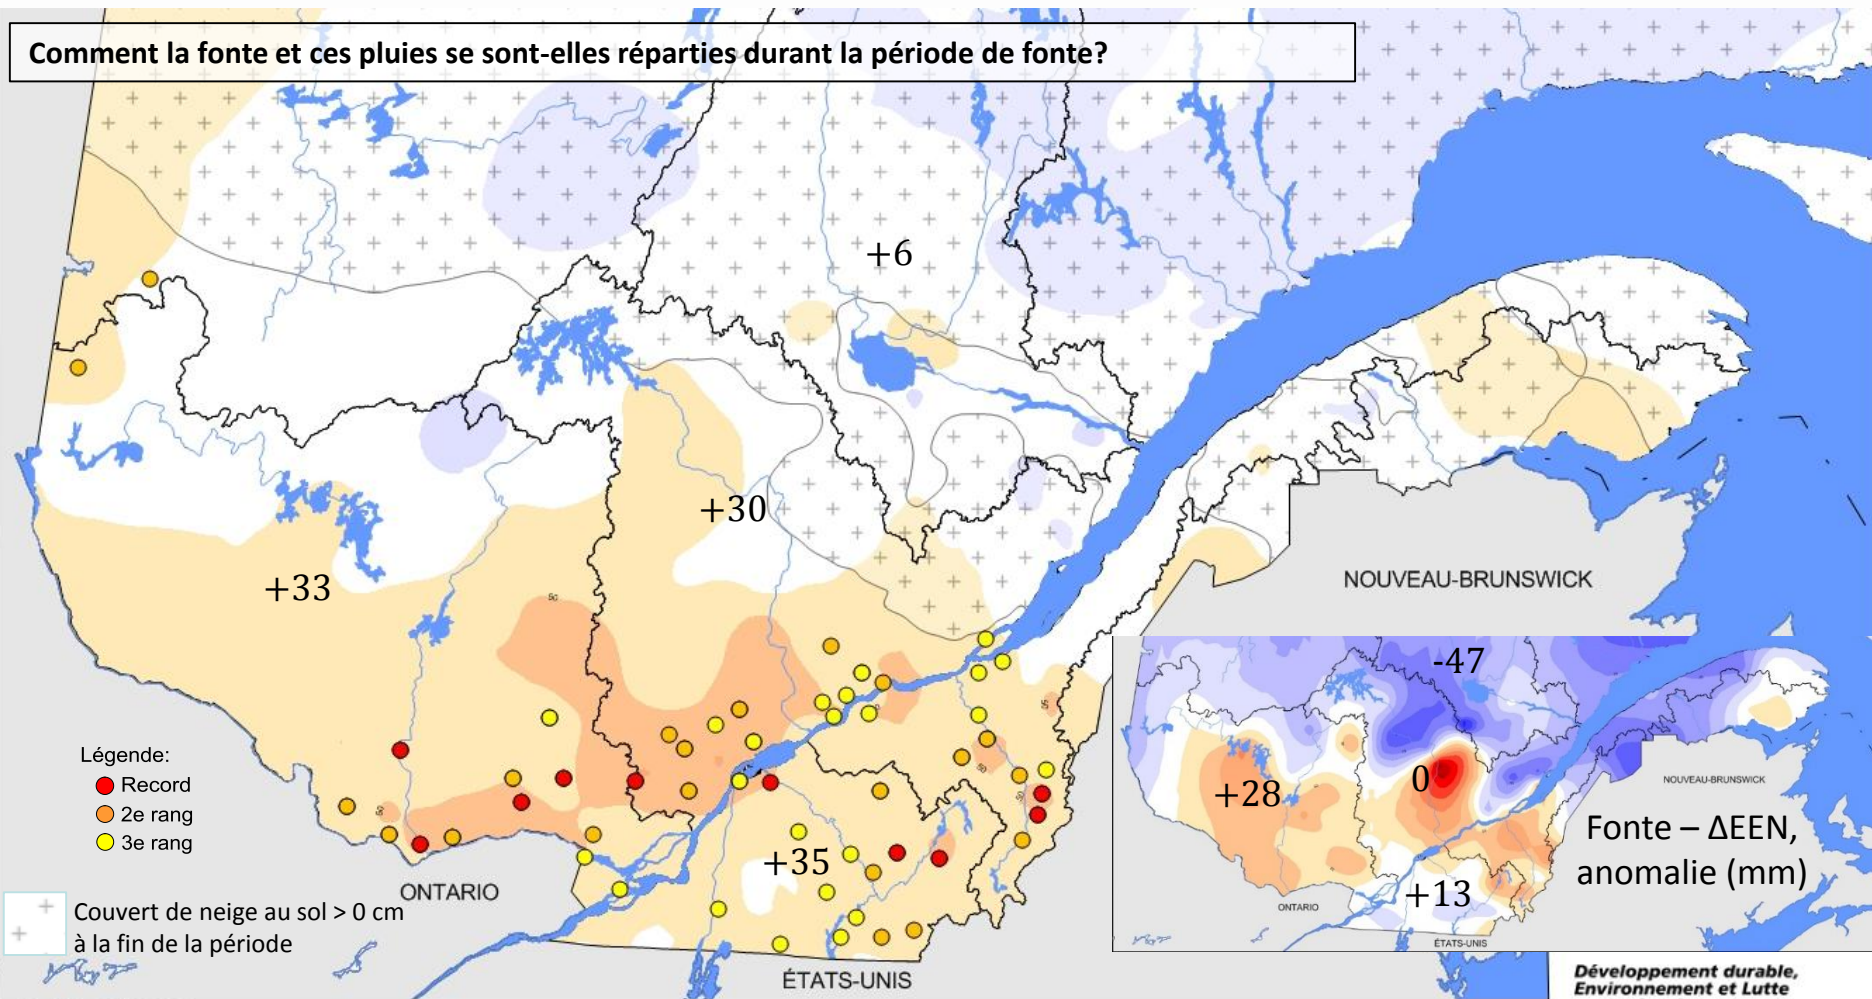 Comment la fonte et ces pluies se sont-elles réparties durant la période de fonte?
+6
+30
+33
NOUVEAU-BRUNSWICK
-47
Légende:
Record
2e rang
3e rang
+35
ONTARIO
Couvert de neige au sol > 0 cm
à la fin de la période
ÉTATS-UNIS
+28
0
NOUVEAU-BRUNSWICK
Fonte – ΔEEN,
anomalie (mm)
+13
ONTARIO
ÉTATS-UNIS
Développement durable,
Environnement et Lutte